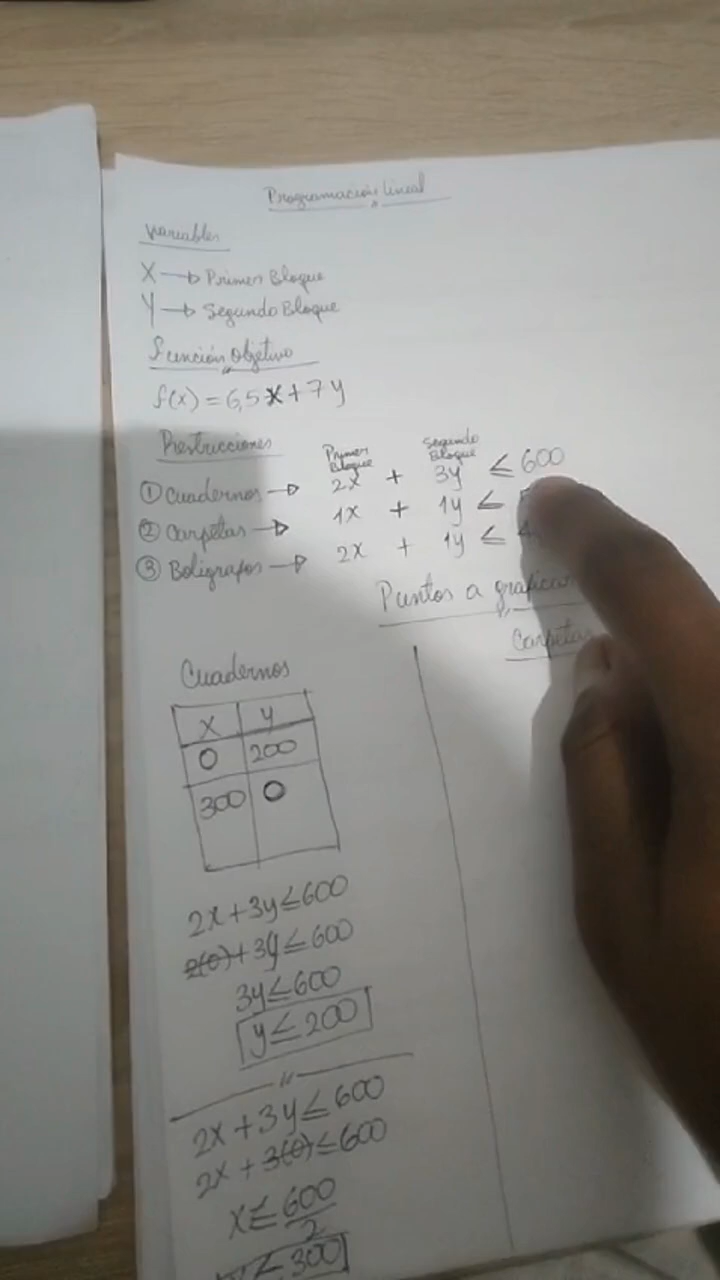 Programación Lineal
Variables
X → Primer Bloque
Y → Segundo Bloque
Función Objetivo
f(x) = 6,5x + 7y
Restricciones
Primer Bloque
Segundo Bloque
① Cuadernos → 2x + 3y ≤ 600
② Carpetas → 1x + 1y ≤
③ Boligrafos → 2x + 1y ≤
Puntos a graficar
Cuadernos
Carpetas
X Y
0 200
300 0
2x + 3y ≤ 600
2(0) + 3y ≤ 600
3y ≤ 600
y ≤ 200
2x + 3y ≤ 600
2x + 3(0) ≤ 600
x ≤ 600
2
≤ 300